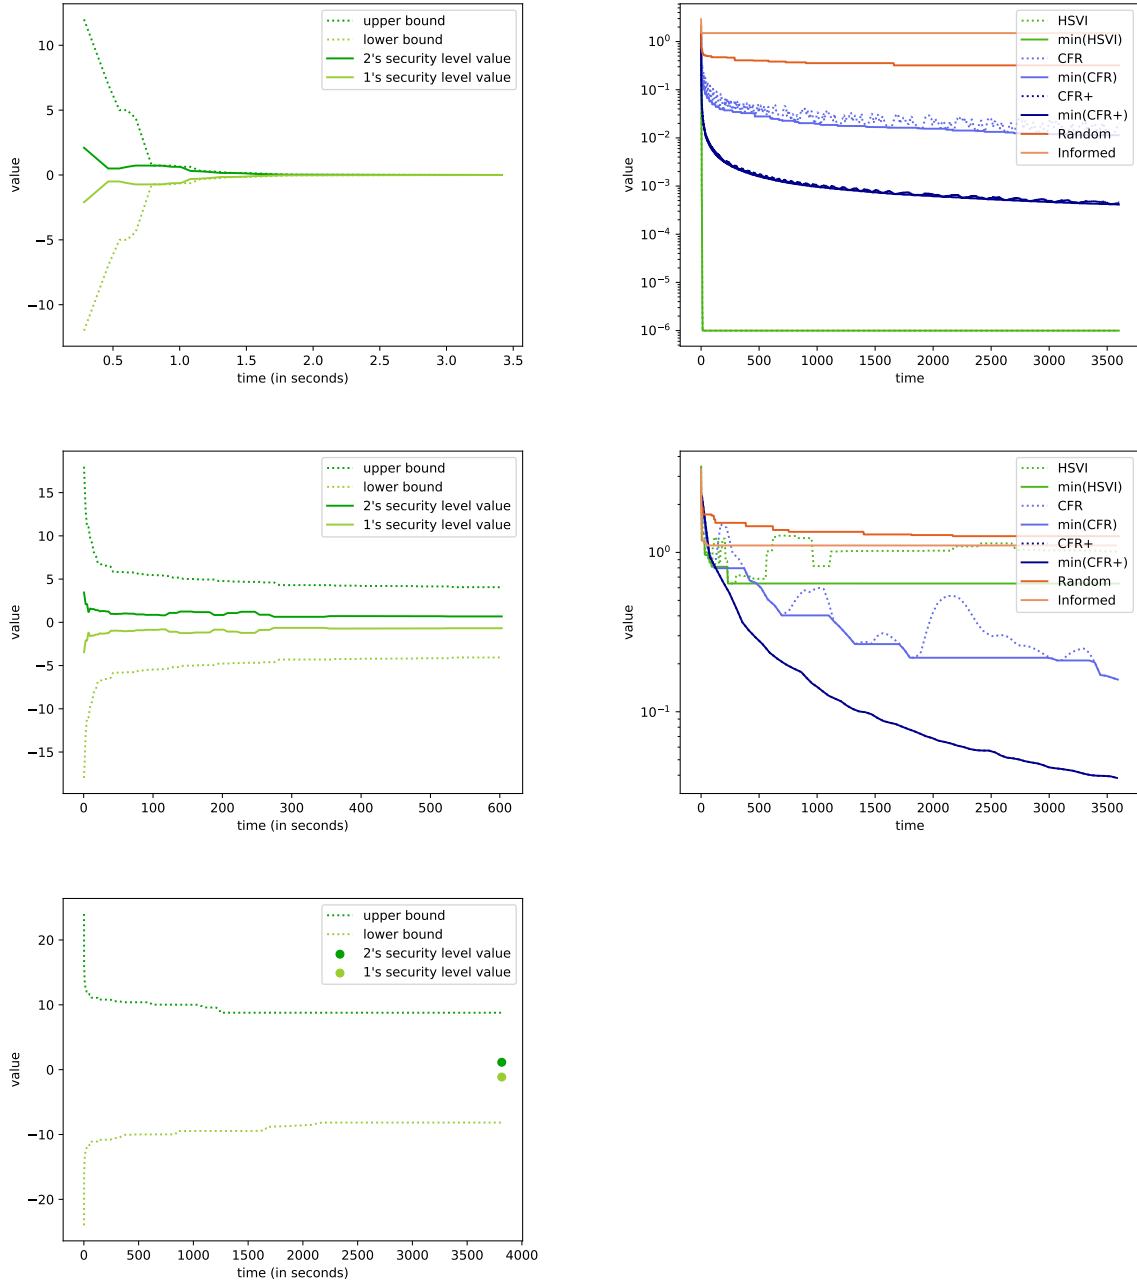 upper bound
lower bound
2's security level value
1's security level value
10
5
0
−5
−10
value
0.5 1.0 1.5 2.0 2.5 3.0 3.5
time (in seconds)
HSVI
min(HSVI)
CFR
min(CFR)
CFR+
min(CFR+)
Random
Informed
10⁰
10⁻¹
10⁻²
10⁻³
10⁻⁴
10⁻⁵
10⁻⁶
value
0 500 1000 1500 2000 2500 3000 3500
time
upper bound
lower bound
2's security level value
1's security level value
15
10
5
0
−5
−10
−15
value
0 100 200 300 400 500 600
time (in seconds)
HSVI
min(HSVI)
CFR
min(CFR)
CFR+
min(CFR+)
Random
Informed
10⁰
10⁻¹
value
0 500 1000 1500 2000 2500 3000 3500
time
upper bound
lower bound
2's security level value
1's security level value
20
10
0
−10
−20
value
0 500 1000 1500 2000 2500 3000 3500 4000
time (in seconds)